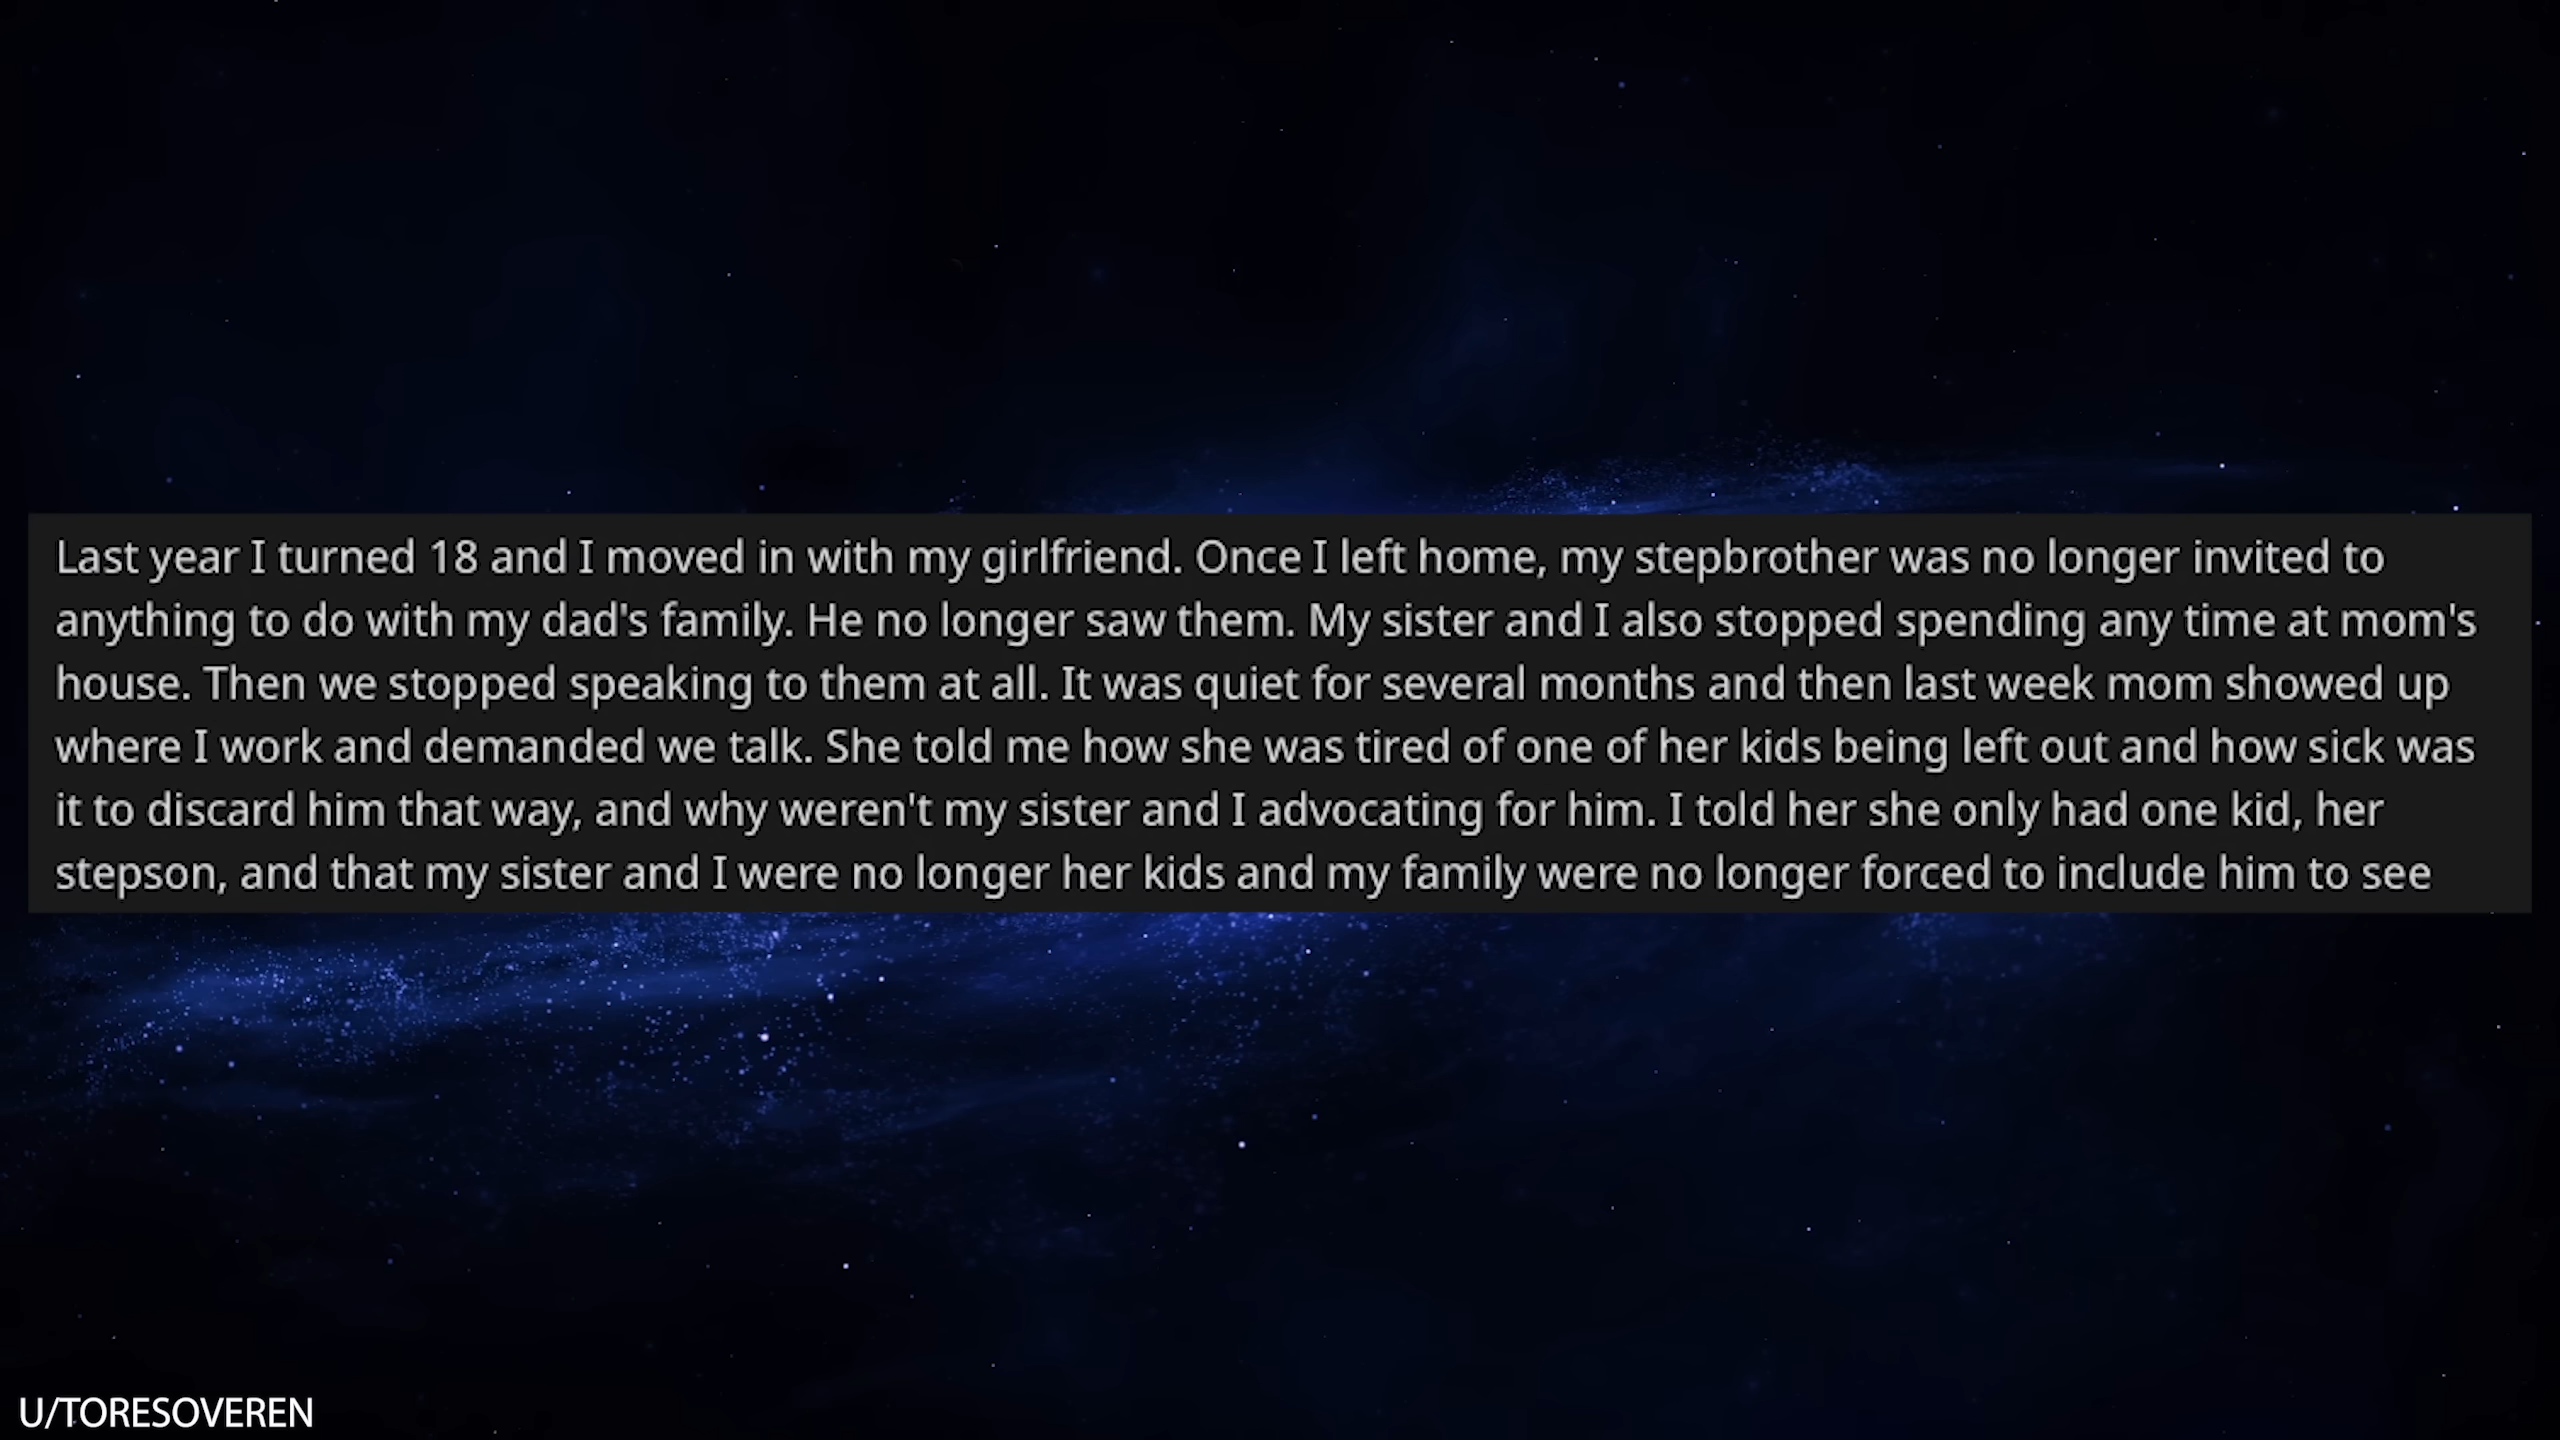 Last year I turned 18 and I moved in with my girlfriend. Once I left home, my stepbrother was no longer invited to
anything to do with my dad's family. He no longer saw them. My sister and I also stopped spending any time at mom's
house. Then we stopped speaking to them at all. It was quiet for several months and then last week mom showed up
where I work and demanded we talk. She told me how she was tired of one of her kids being left out and how sick was
it to discard him that way, and why weren't my sister and I advocating for him. I told her she only had one kid, her
stepson, and that my sister and I were no longer her kids and my family were no longer forced to include him to see
U/TORESOVEREN